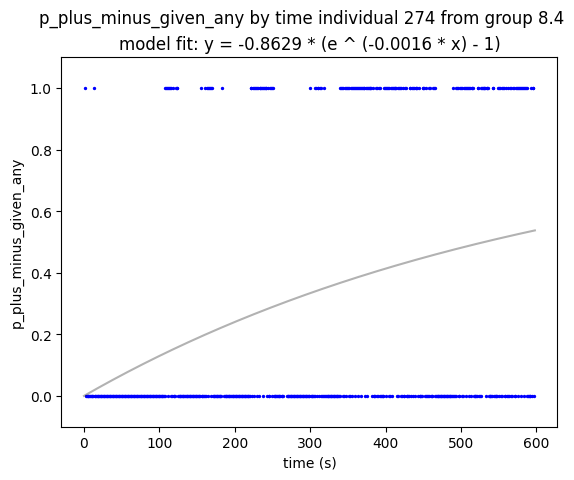 p_plus_minus_given_any by time individual 274 from group 8.4
model fit: y = -0.8629 * (e ^ (-0.0016 * x) - 1)
1.0
0.8
0.6
0.4
0.2
0.0
p_plus_minus_given_any
0 100 200 300 400 500 600
time (s)